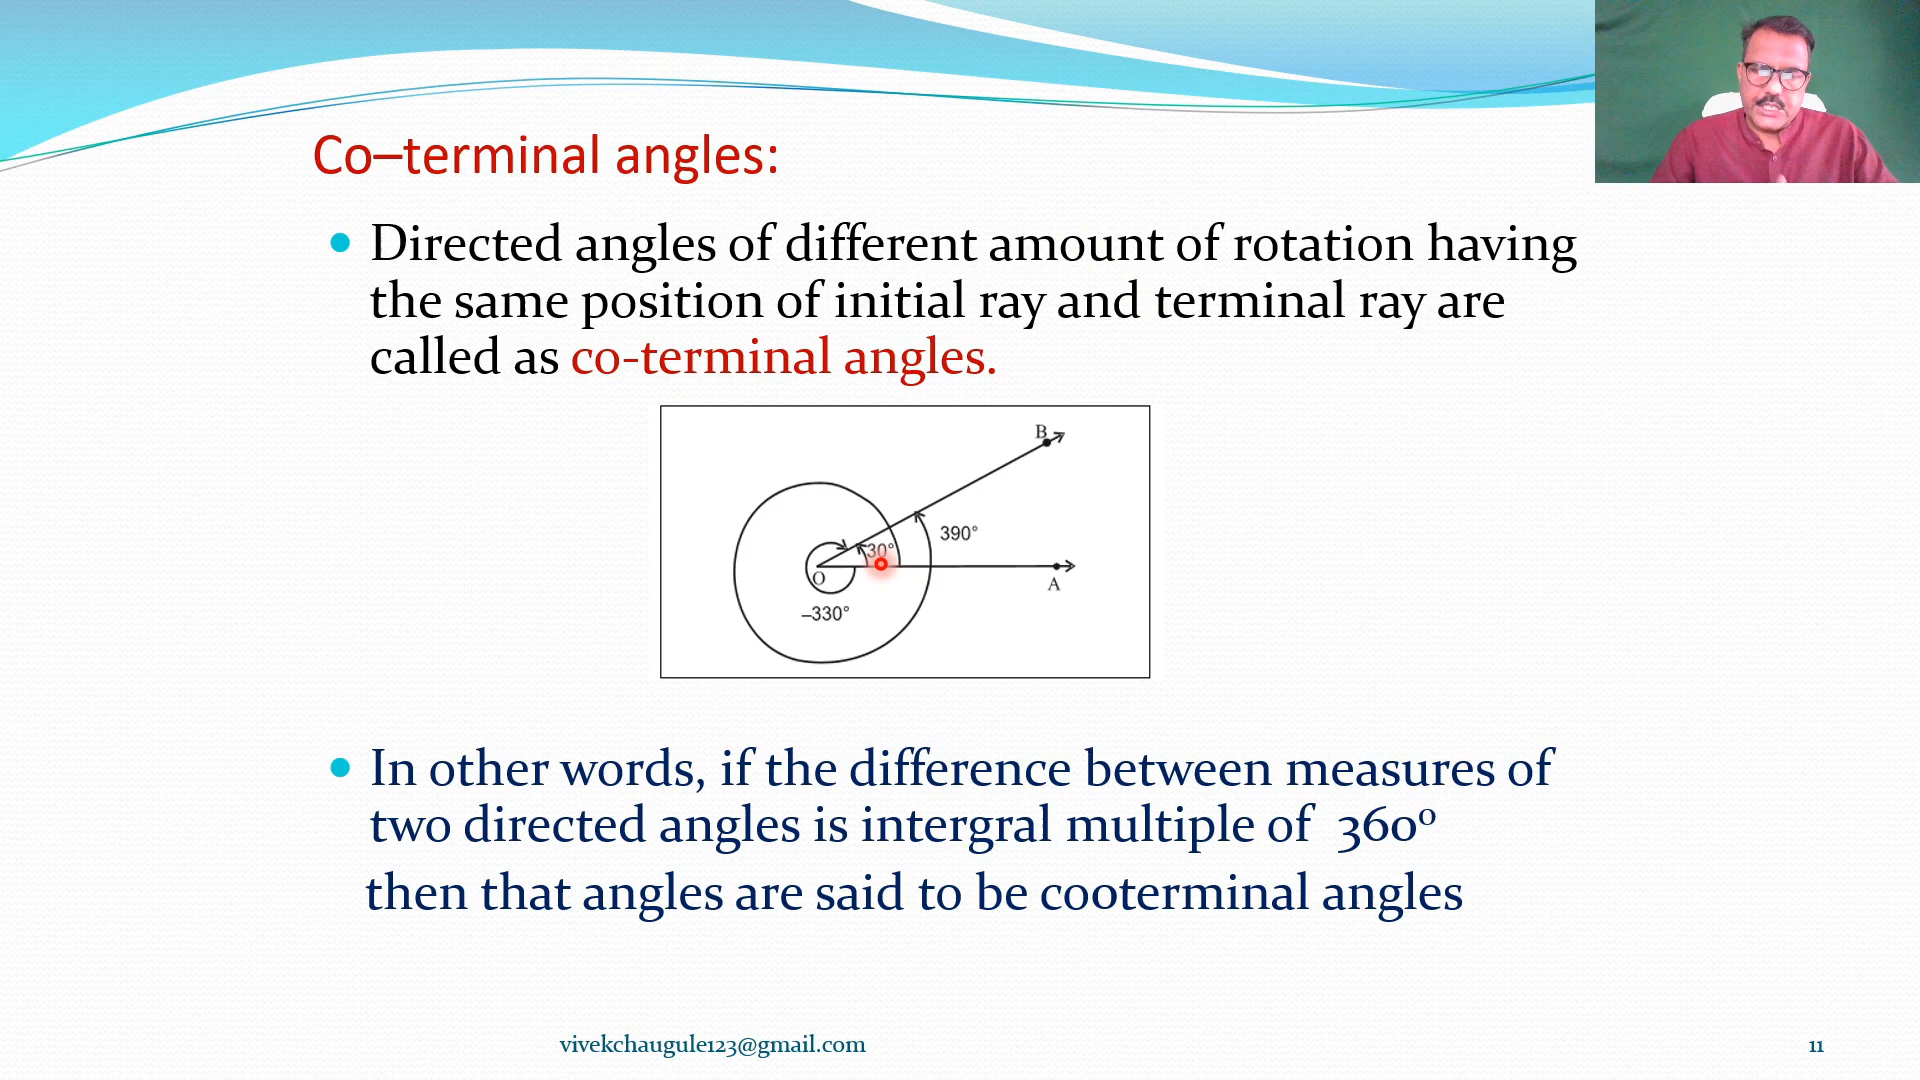 Co–terminal angles:
Directed angles of different amount of rotation having
the same position of initial ray and terminal ray are
called as co-terminal angles.
B
390°
30°
O
A
–330°
In other words, if the difference between measures of
two directed angles is intergral multiple of 360⁰
then that angles are said to be cooterminal angles
vivekchaugule123@gmail.com
11